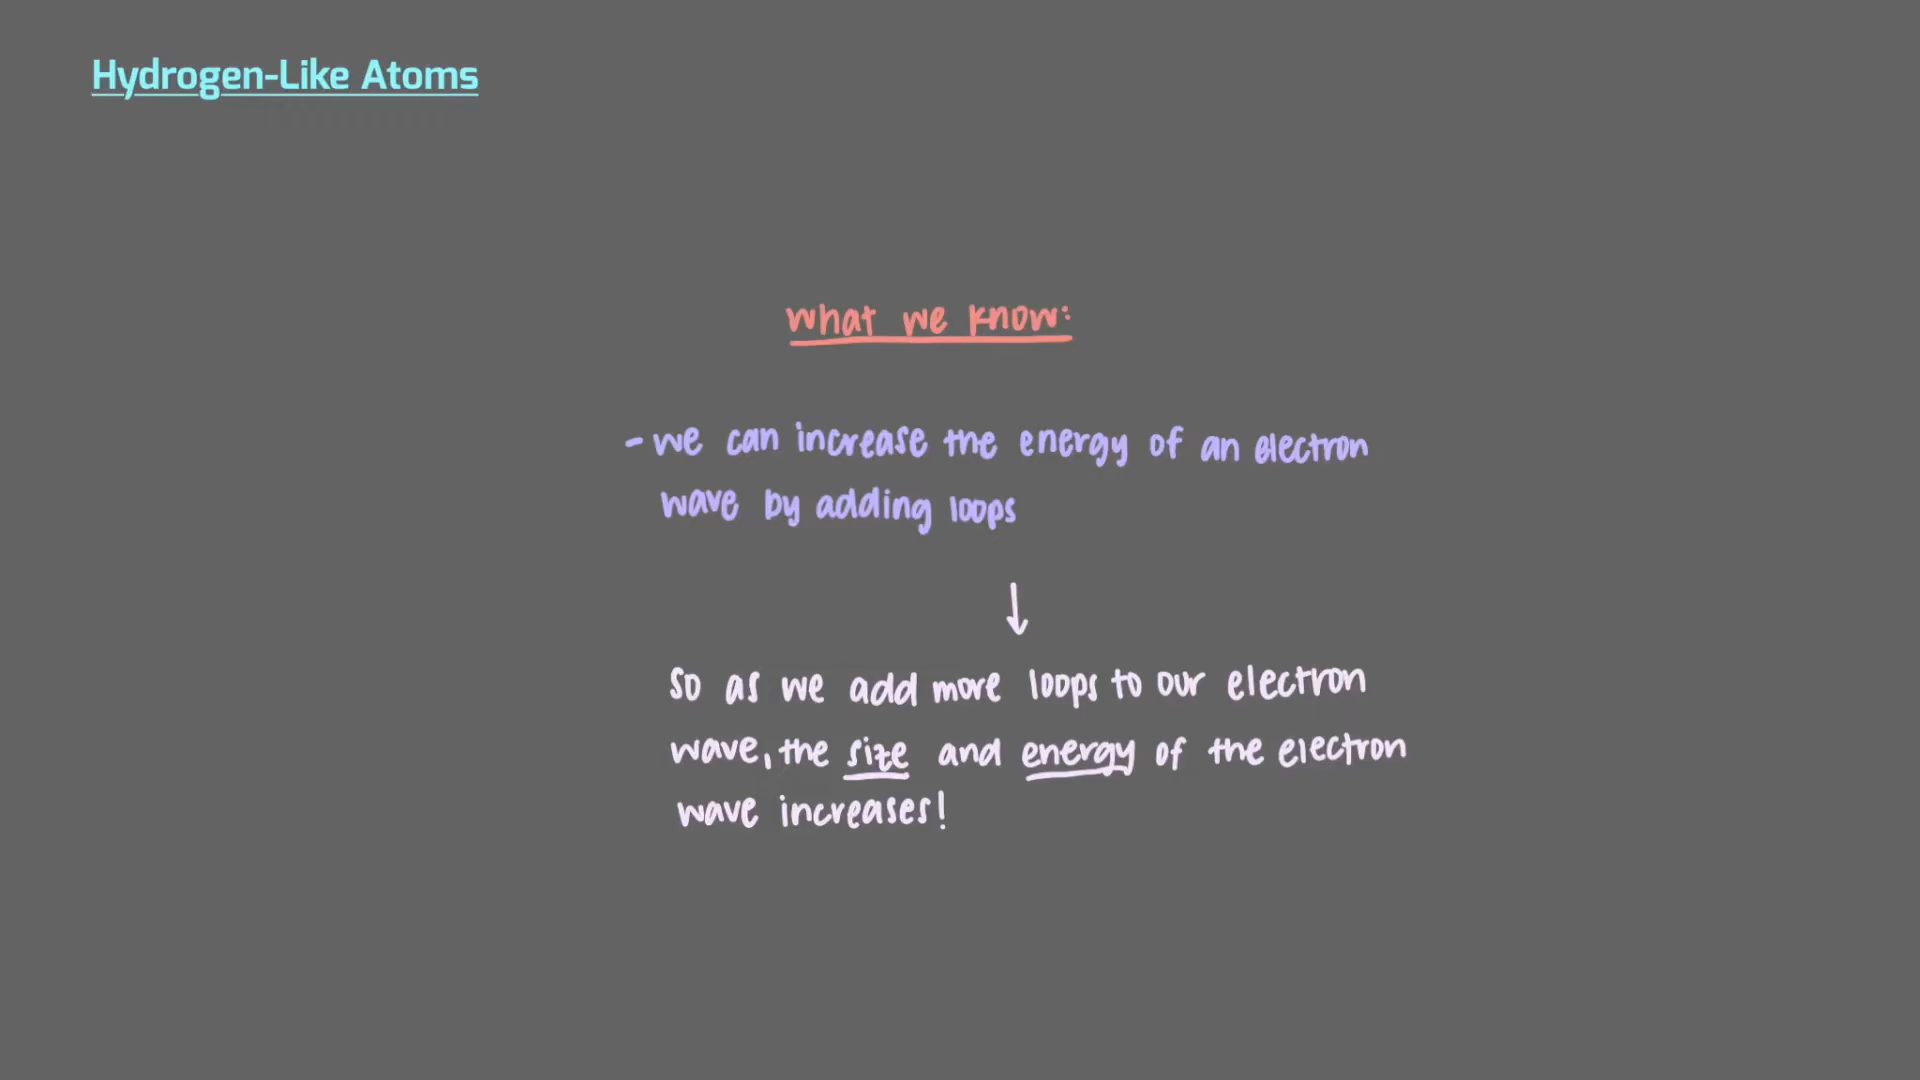 Hydrogen-Like Atoms
what we know:
- we can increase the energy of an electron
wave by adding loops
↓
so as we add more loops to our electron
wave, the size and energy of the electron
wave increases!